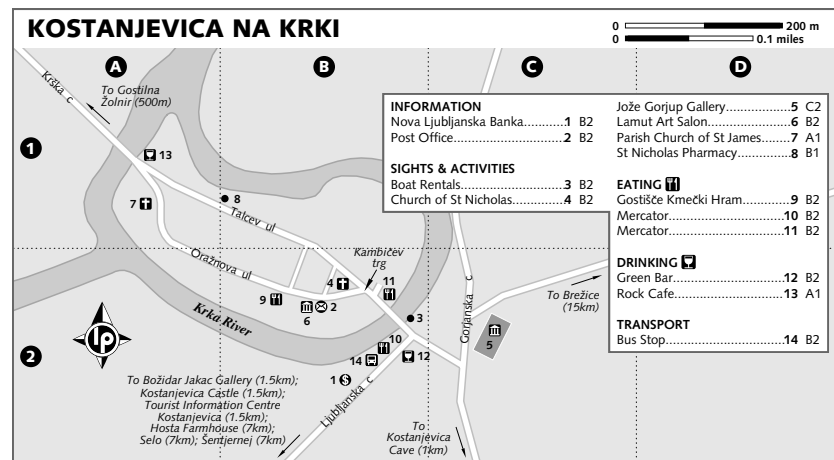 KOSTANJEVICA NA KRKI
0 200 m
0 0.1 miles
A B C D
1
2
Krška c
To Gostilna
Žolnir (500m)
13
7
8
Talcev ul
Oražnova ul
Kambičev
trg
4
11
9
6
2
3
Krka River
10
14
12
1
Ljubljanska c
Gorjanska c
5
To Brežice
(15km)
To Božidar Jakac Gallery (1.5km);
Kostanjevica Castle (1.5km);
Tourist Information Centre
Kostanjevica (1.5km);
Hosta Farmhouse (7km);
Selo (7km); Šentjernej (7km)
To
Kostanjevica
Cave (1km)
lp
INFORMATION
Nova Ljubljanska Banka............1 B2
Post Office............................2 B2
SIGHTS & ACTIVITIES
Boat Rentals..........................3 B2
Church of St Nicholas..............4 B2
Jože Gorjup Gallery..................5 C2
Lamut Art Salon......................6 B2
Parish Church of St James........7 A1
St Nicholas Pharmacy...............8 B1
EATING
Gostišče Kmečki Hram..............9 B2
Mercator..............................10 B2
Mercator..............................11 B2
DRINKING
Green Bar.............................12 B2
Rock Cafe.............................13 A1
TRANSPORT
Bus Stop..............................14 B2